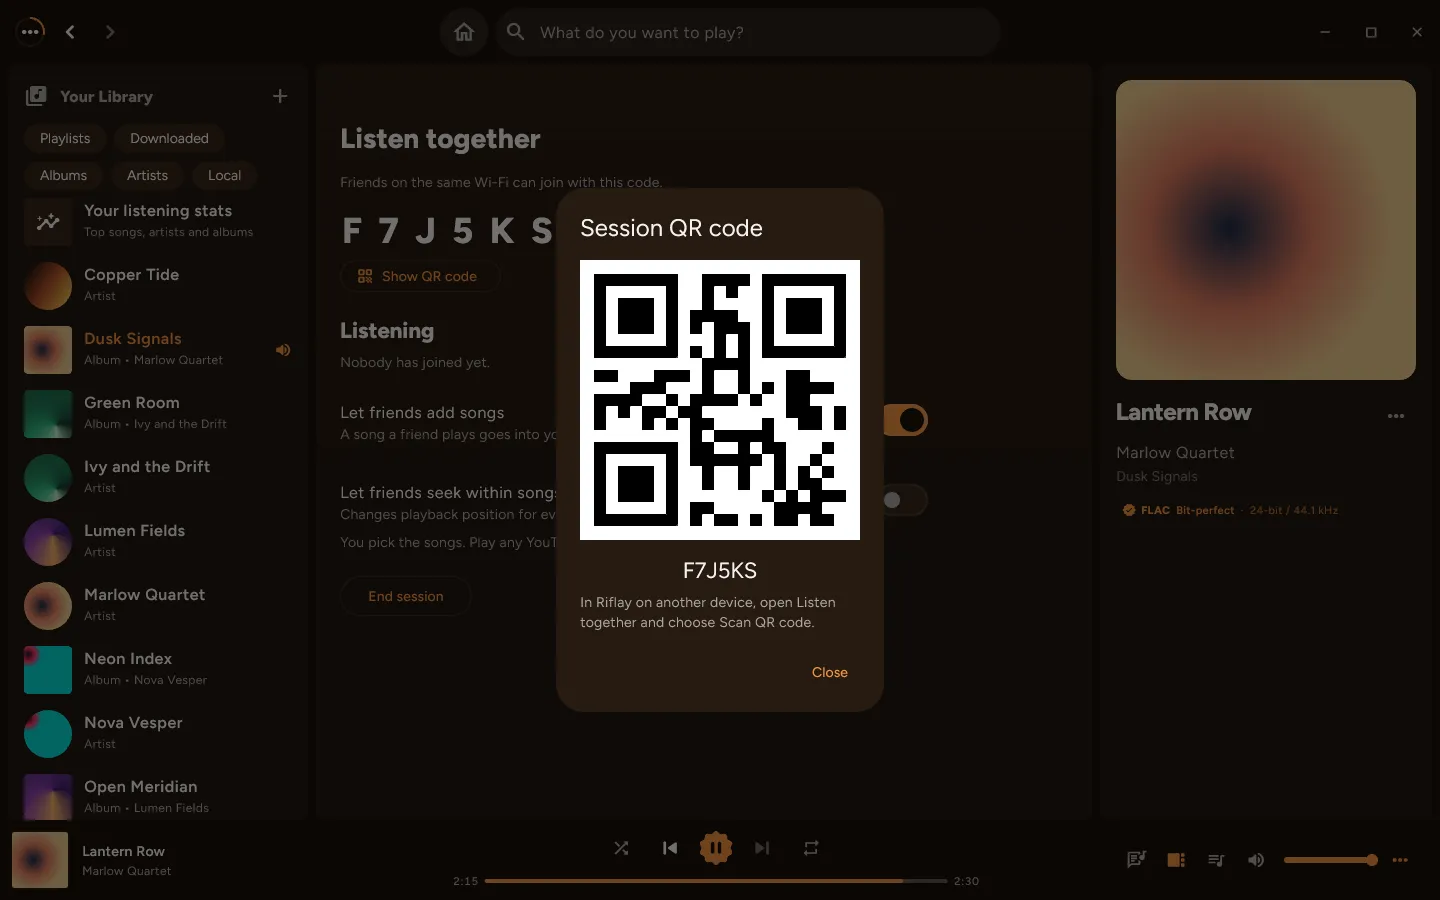 What do you want to play?
Your Library
Playlists
Downloaded
Albums
Artists
Local
Your listening stats
Top songs, artists and albums
Copper Tide
Artist
Dusk Signals
Album • Marlow Quartet
Green Room
Album • Ivy and the Drift
Ivy and the Drift
Artist
Lumen Fields
Artist
Marlow Quartet
Artist
Neon Index
Album • Nova Vesper
Nova Vesper
Artist
Open Meridian
Album • Lumen Fields
Listen together
Friends on the same Wi-Fi can join with this code.
F 7 J 5 K S
Show QR code
Listening
Nobody has joined yet.
Let friends add songs
A song a friend plays goes into
Let friends seek within songs
Changes playback position for
You pick the songs. Play any
End session
Session QR code
F7J5KS
In Riflay on another device, open Listen
together and choose Scan QR code.
Close
Lantern Row
Marlow Quartet
Dusk Signals
FLAC Bit-perfect · 24-bit / 44.1 kHz
Lantern Row
Marlow Quartet
2:15
2:30